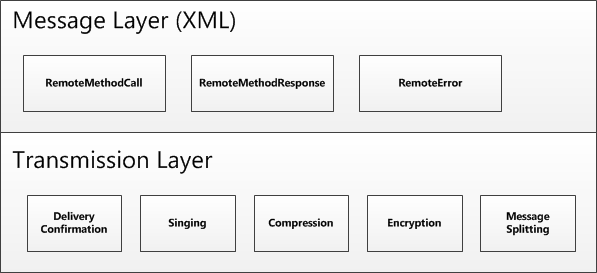 Message Layer (XML)
RemoteMethodCall
RemoteMethodResponse
RemoteError
Transmission Layer
Delivery
Confirmation
Singing
Compression
Encryption
Message
Splitting